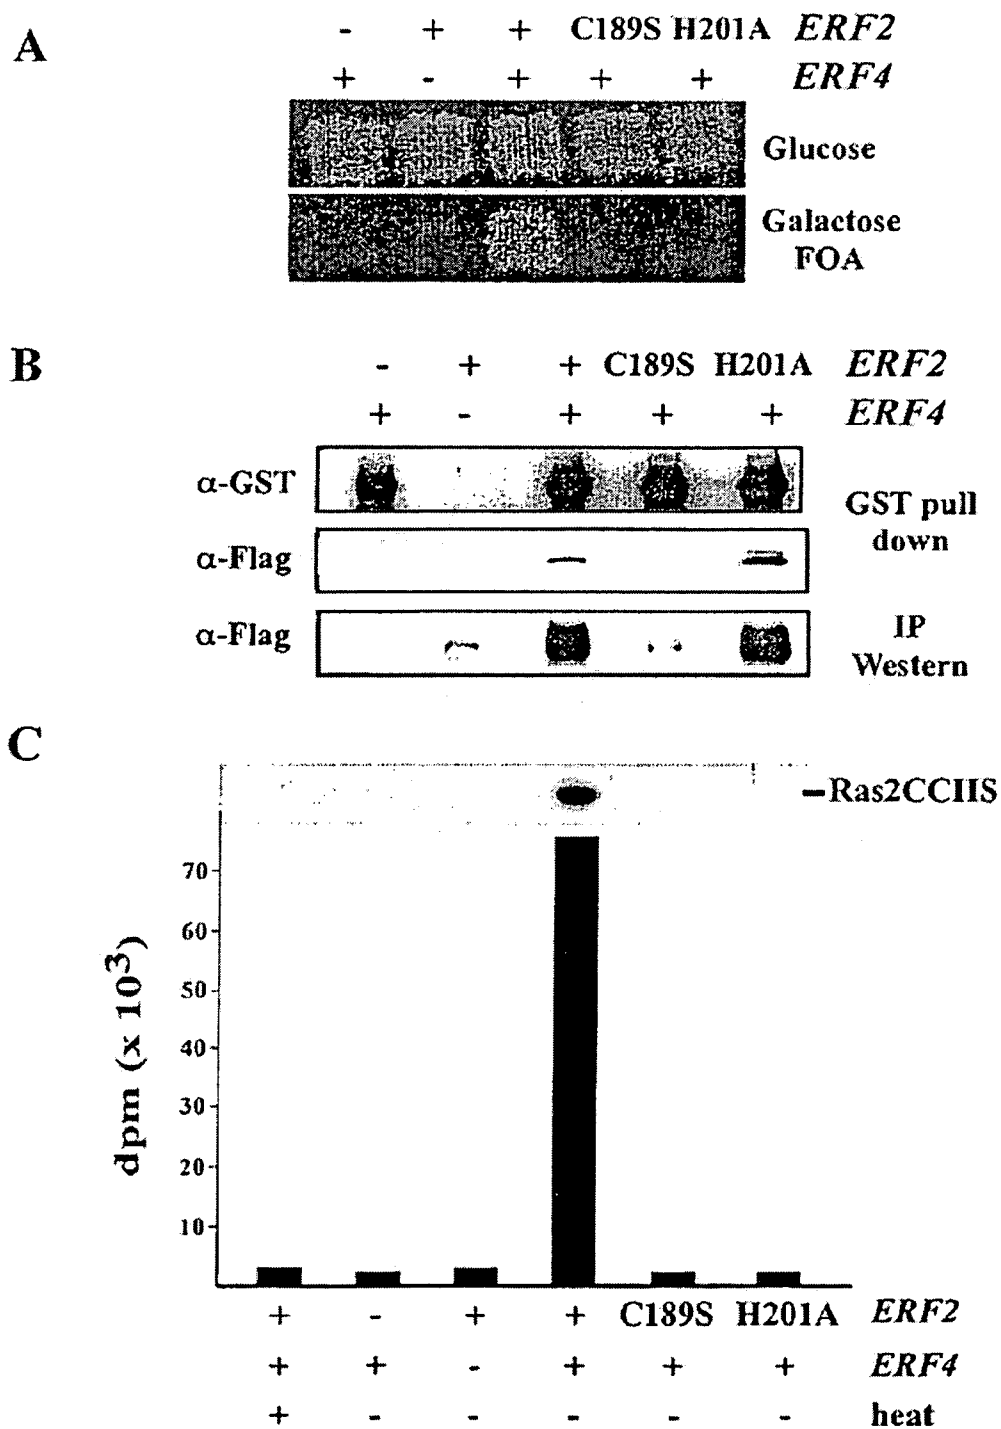 A
- + + C189S H201A ERF2
+ - + + + ERF4
Glucose
Galactose
FOA
B
- + + C189S H201A ERF2
+ - + + + ERF4
α-GST
GST pull
down
α-Flag
α-Flag
IP
Western
C
Ras2CCIIS
70
60
50
40
30
20
10
dpm (x 10³)
+ - + + C189S H201A ERF2
+ + - + + + ERF4
+ - - - - - heat